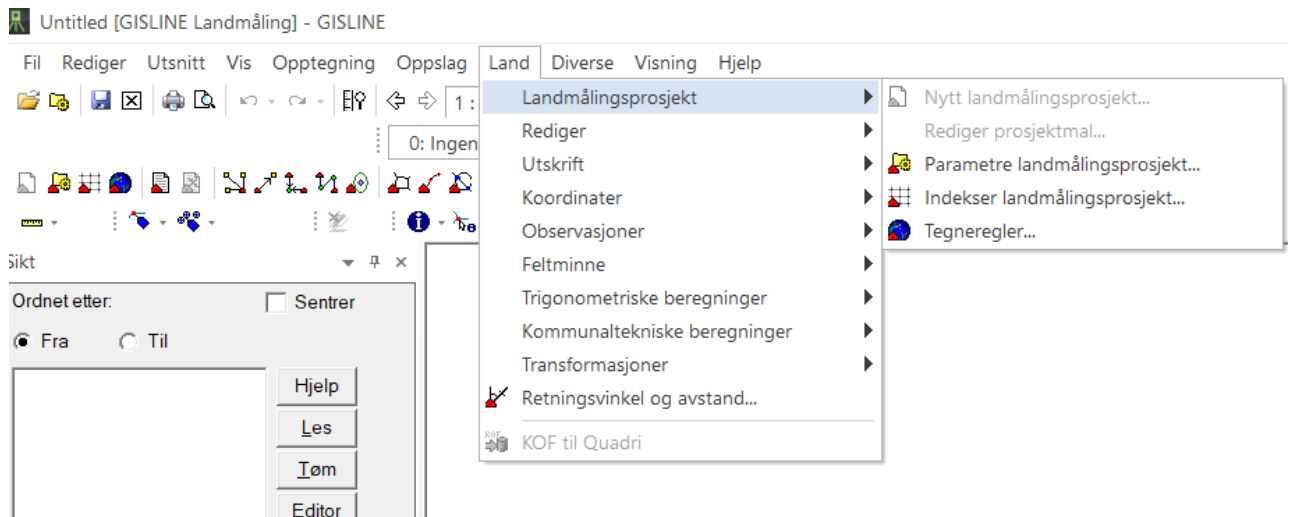 Untitled [GISLINE Landmåling] - GISLINE
Fil Rediger Utsnitt Vis Opptegning Oppslag Land Diverse Visning Hjelp
1 :
0: Ingen
Landmålingsprosjekt
Rediger
Utskrift
Koordinater
Observasjoner
Feltminne
Trigonometriske beregninger
Kommunaltekniske beregninger
Transformasjoner
Retningsvinkel og avstand...
KOF til Quadri
Nytt landmålingsprosjekt...
Rediger prosjektmal...
Parametre landmålingsprosjekt...
Indekser landmålingsprosjekt...
Tegneregler...
Sikt
Ordnet etter:
Sentrer
Fra Til
Hjelp
Les
Tøm
Editor